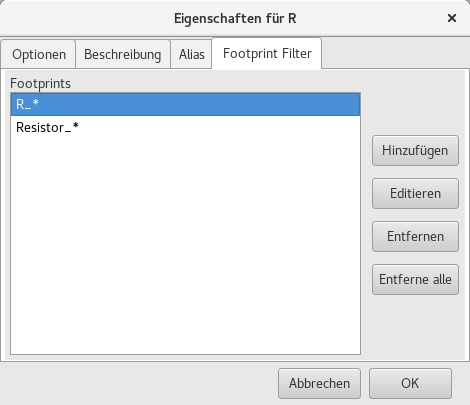 Eigenschaften für R
Optionen Beschreibung Alias Footprint Filter
Footprints
R_*
Resistor_*
Hinzufügen
Editieren
Entfernen
Entferne alle
Abbrechen OK